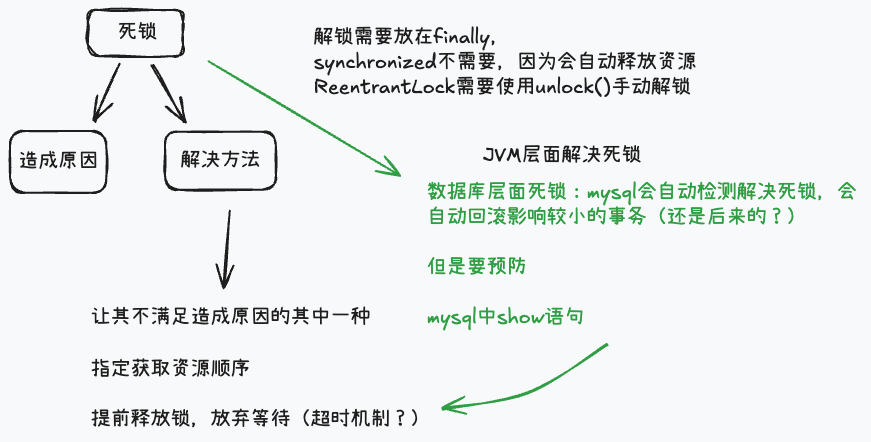 死锁
解锁需要放在finally,
synchronized不需要，因为会自动释放资源
ReentrantLock需要使用unlock()手动解锁
造成原因
解决方法
JVM层面解决死锁
数据库层面死锁：mysql会自动检测解决死锁，会
自动回滚影响较小的事务（还是后来的？）
但是要预防
mysql中show语句
让其不满足造成原因的其中一种
指定获取资源顺序
提前释放锁，放弃等待（超时机制？）